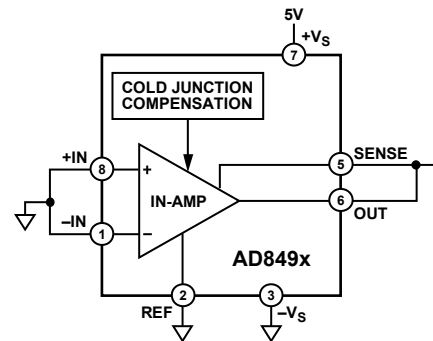 5V
+VS
7
COLD JUNCTION
COMPENSATION
+IN
8
+
5
SENSE
IN-AMP
6
OUT
–IN
1
–
AD849x
2
3
REF
–VS